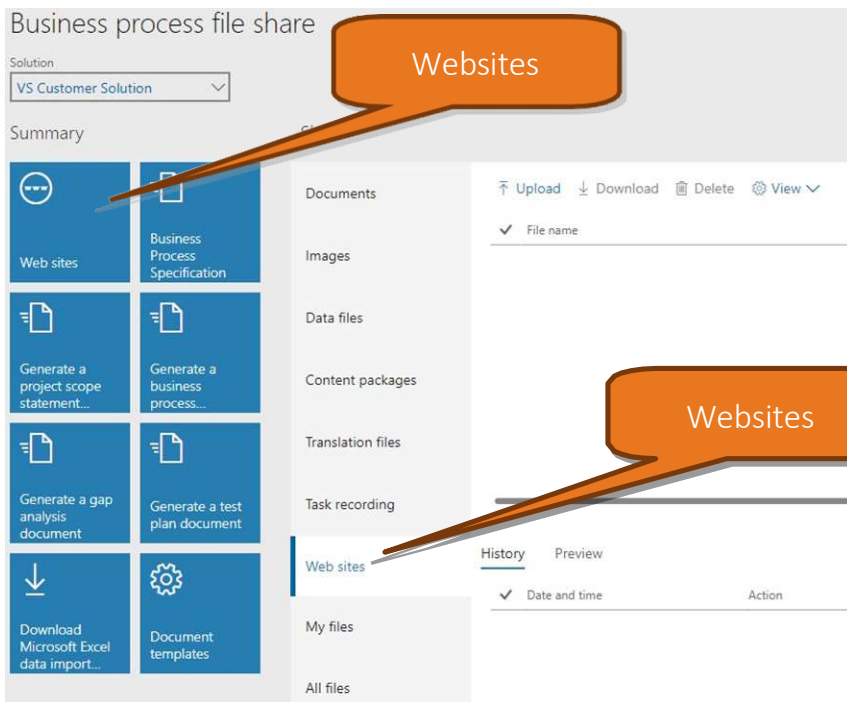 Business process file share
Websites
Solution
VS Customer Solution
Summary
Web sites
Business
Process
Specification
Generate a
project scope
statement...
Generate a
business
process...
Generate a gap
analysis
document
Generate a test
plan document
Download
Microsoft Excel
data import...
Document
templates
Documents
Images
Data files
Content packages
Translation files
Task recording
Web sites
My files
All files
Upload Download Delete View
File name
Websites
History Preview
Date and time Action